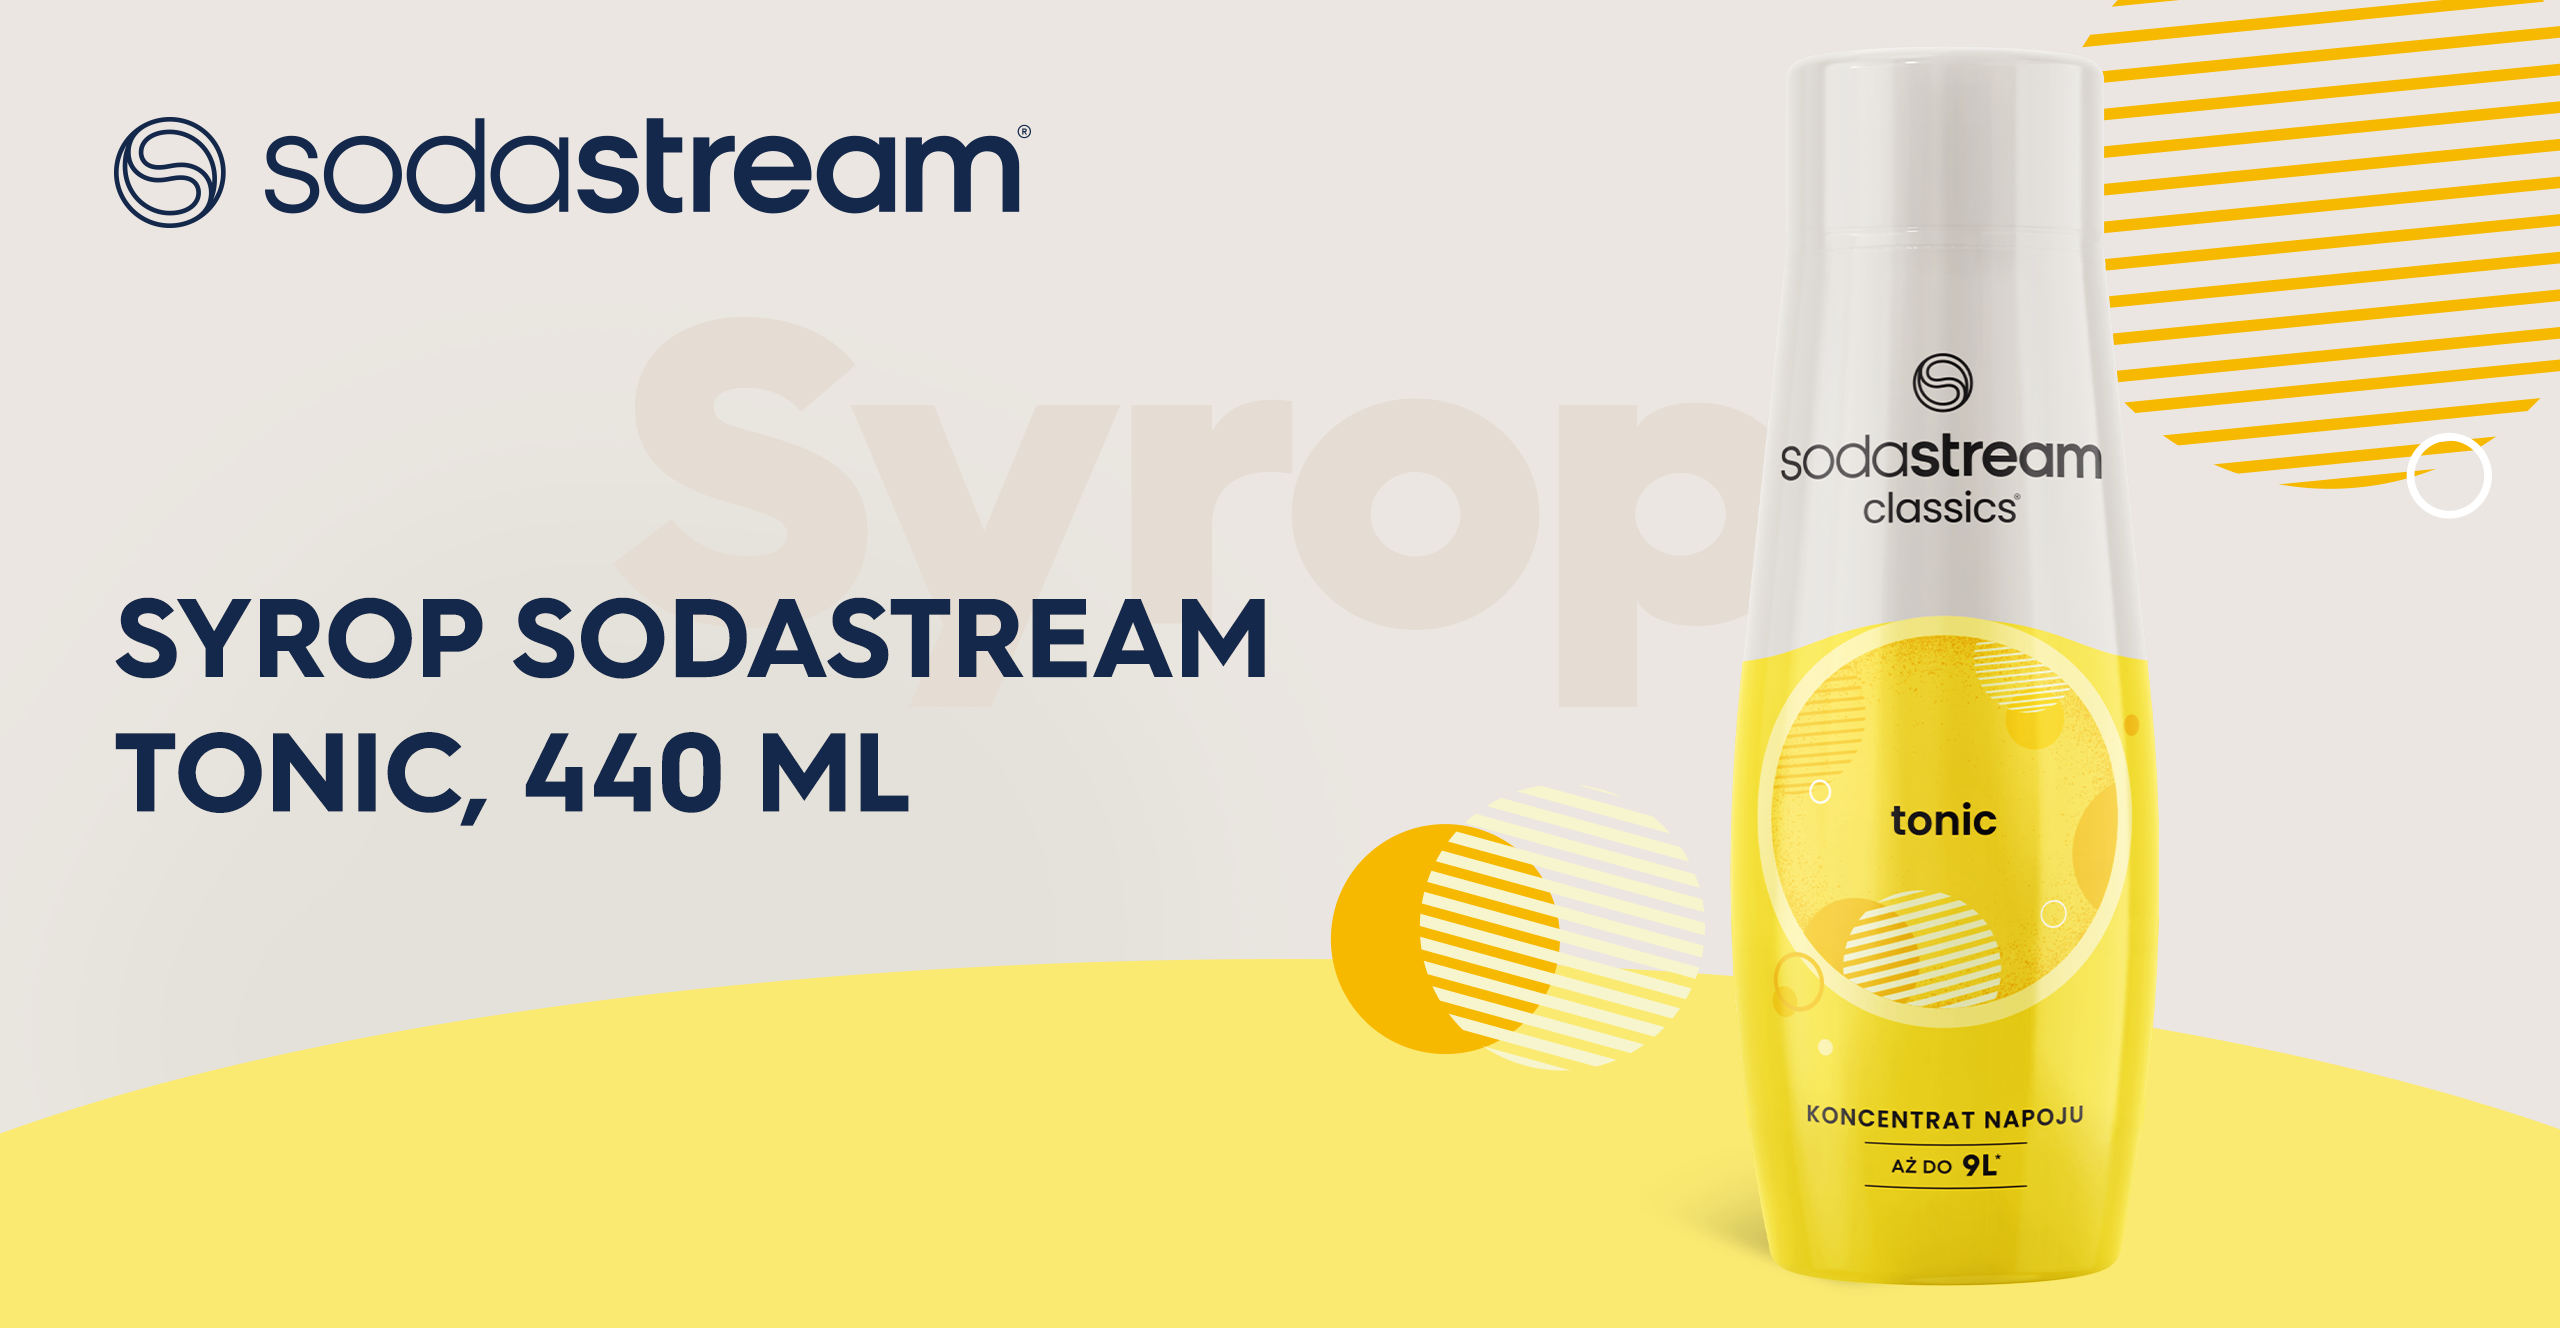 sodastream®
Syrop
SYROP SODASTREAM
TONIC, 440 ML
sodastream
classics®
tonic
KONCENTRAT NAPOJU
AŻ DO 9L*